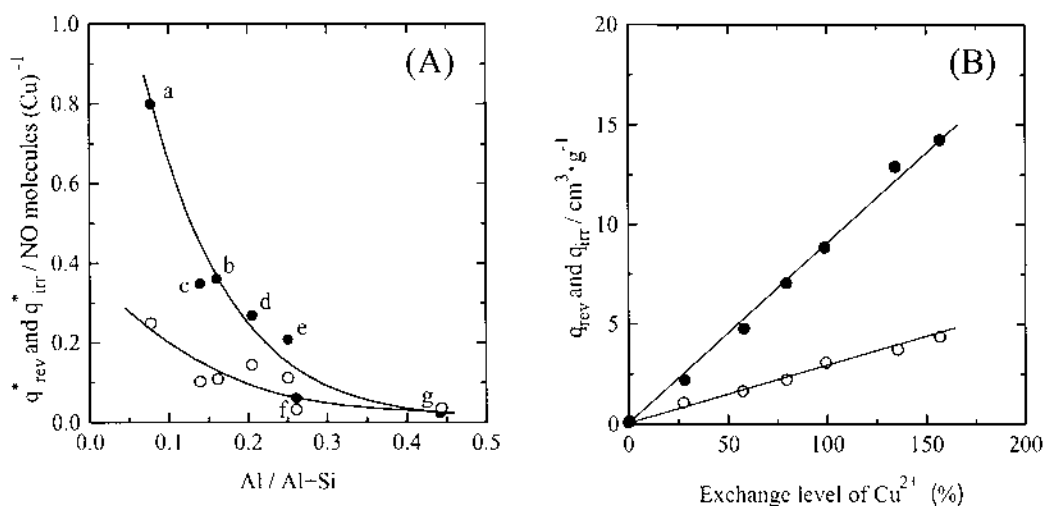 (A)
q*rev and q*irr / NO molecules (Cu)⁻¹
1.0
0.8
0.6
0.4
0.2
0.0
a
b
c
d
e
f
g
0.0 0.1 0.2 0.3 0.4 0.5
Al / Al+Si
(B)
qrev and qirr / cm³·g⁻¹
20
15
10
5
0
0 50 100 150 200
Exchange level of Cu²⁺ (%)